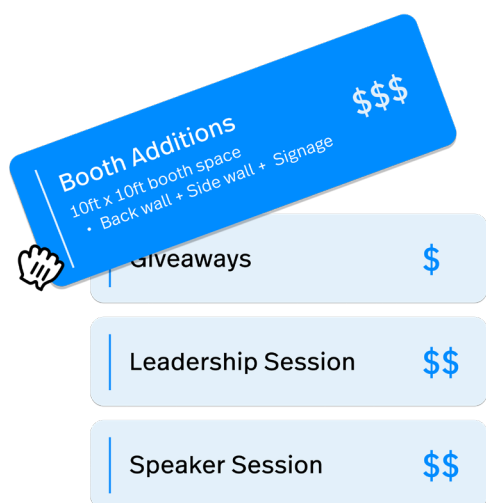 Booth Additions
$$$
10ft x 10ft booth space
• Back wall + Side wall + Signage
Giveaways
$
Leadership Session
$$
Speaker Session
$$